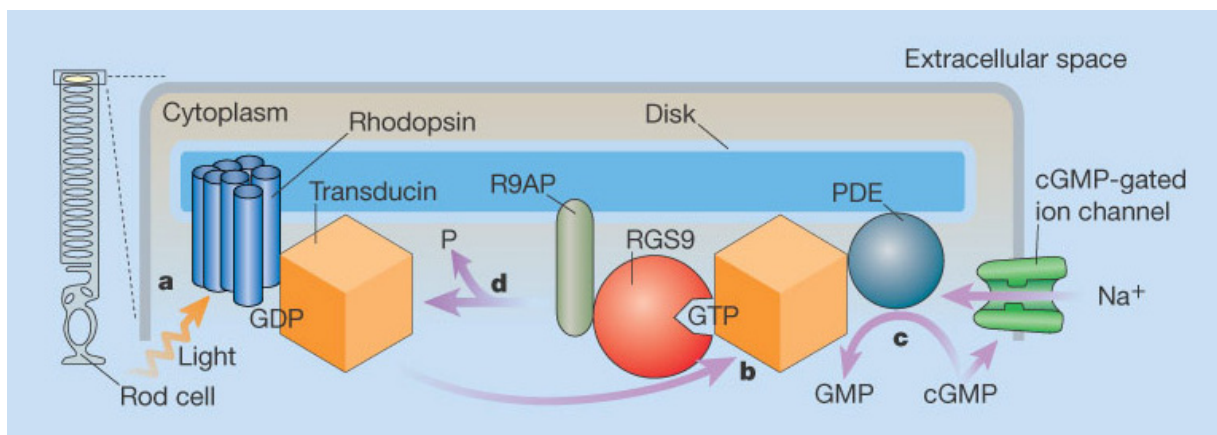 Extracellular space
Cytoplasm
Rhodopsin
Disk
Transducin
R9AP
PDE
cGMP-gated
ion channel
P
RGS9
a
d
GDP
GTP
Na⁺
Light
b
c
Rod cell
GMP
cGMP